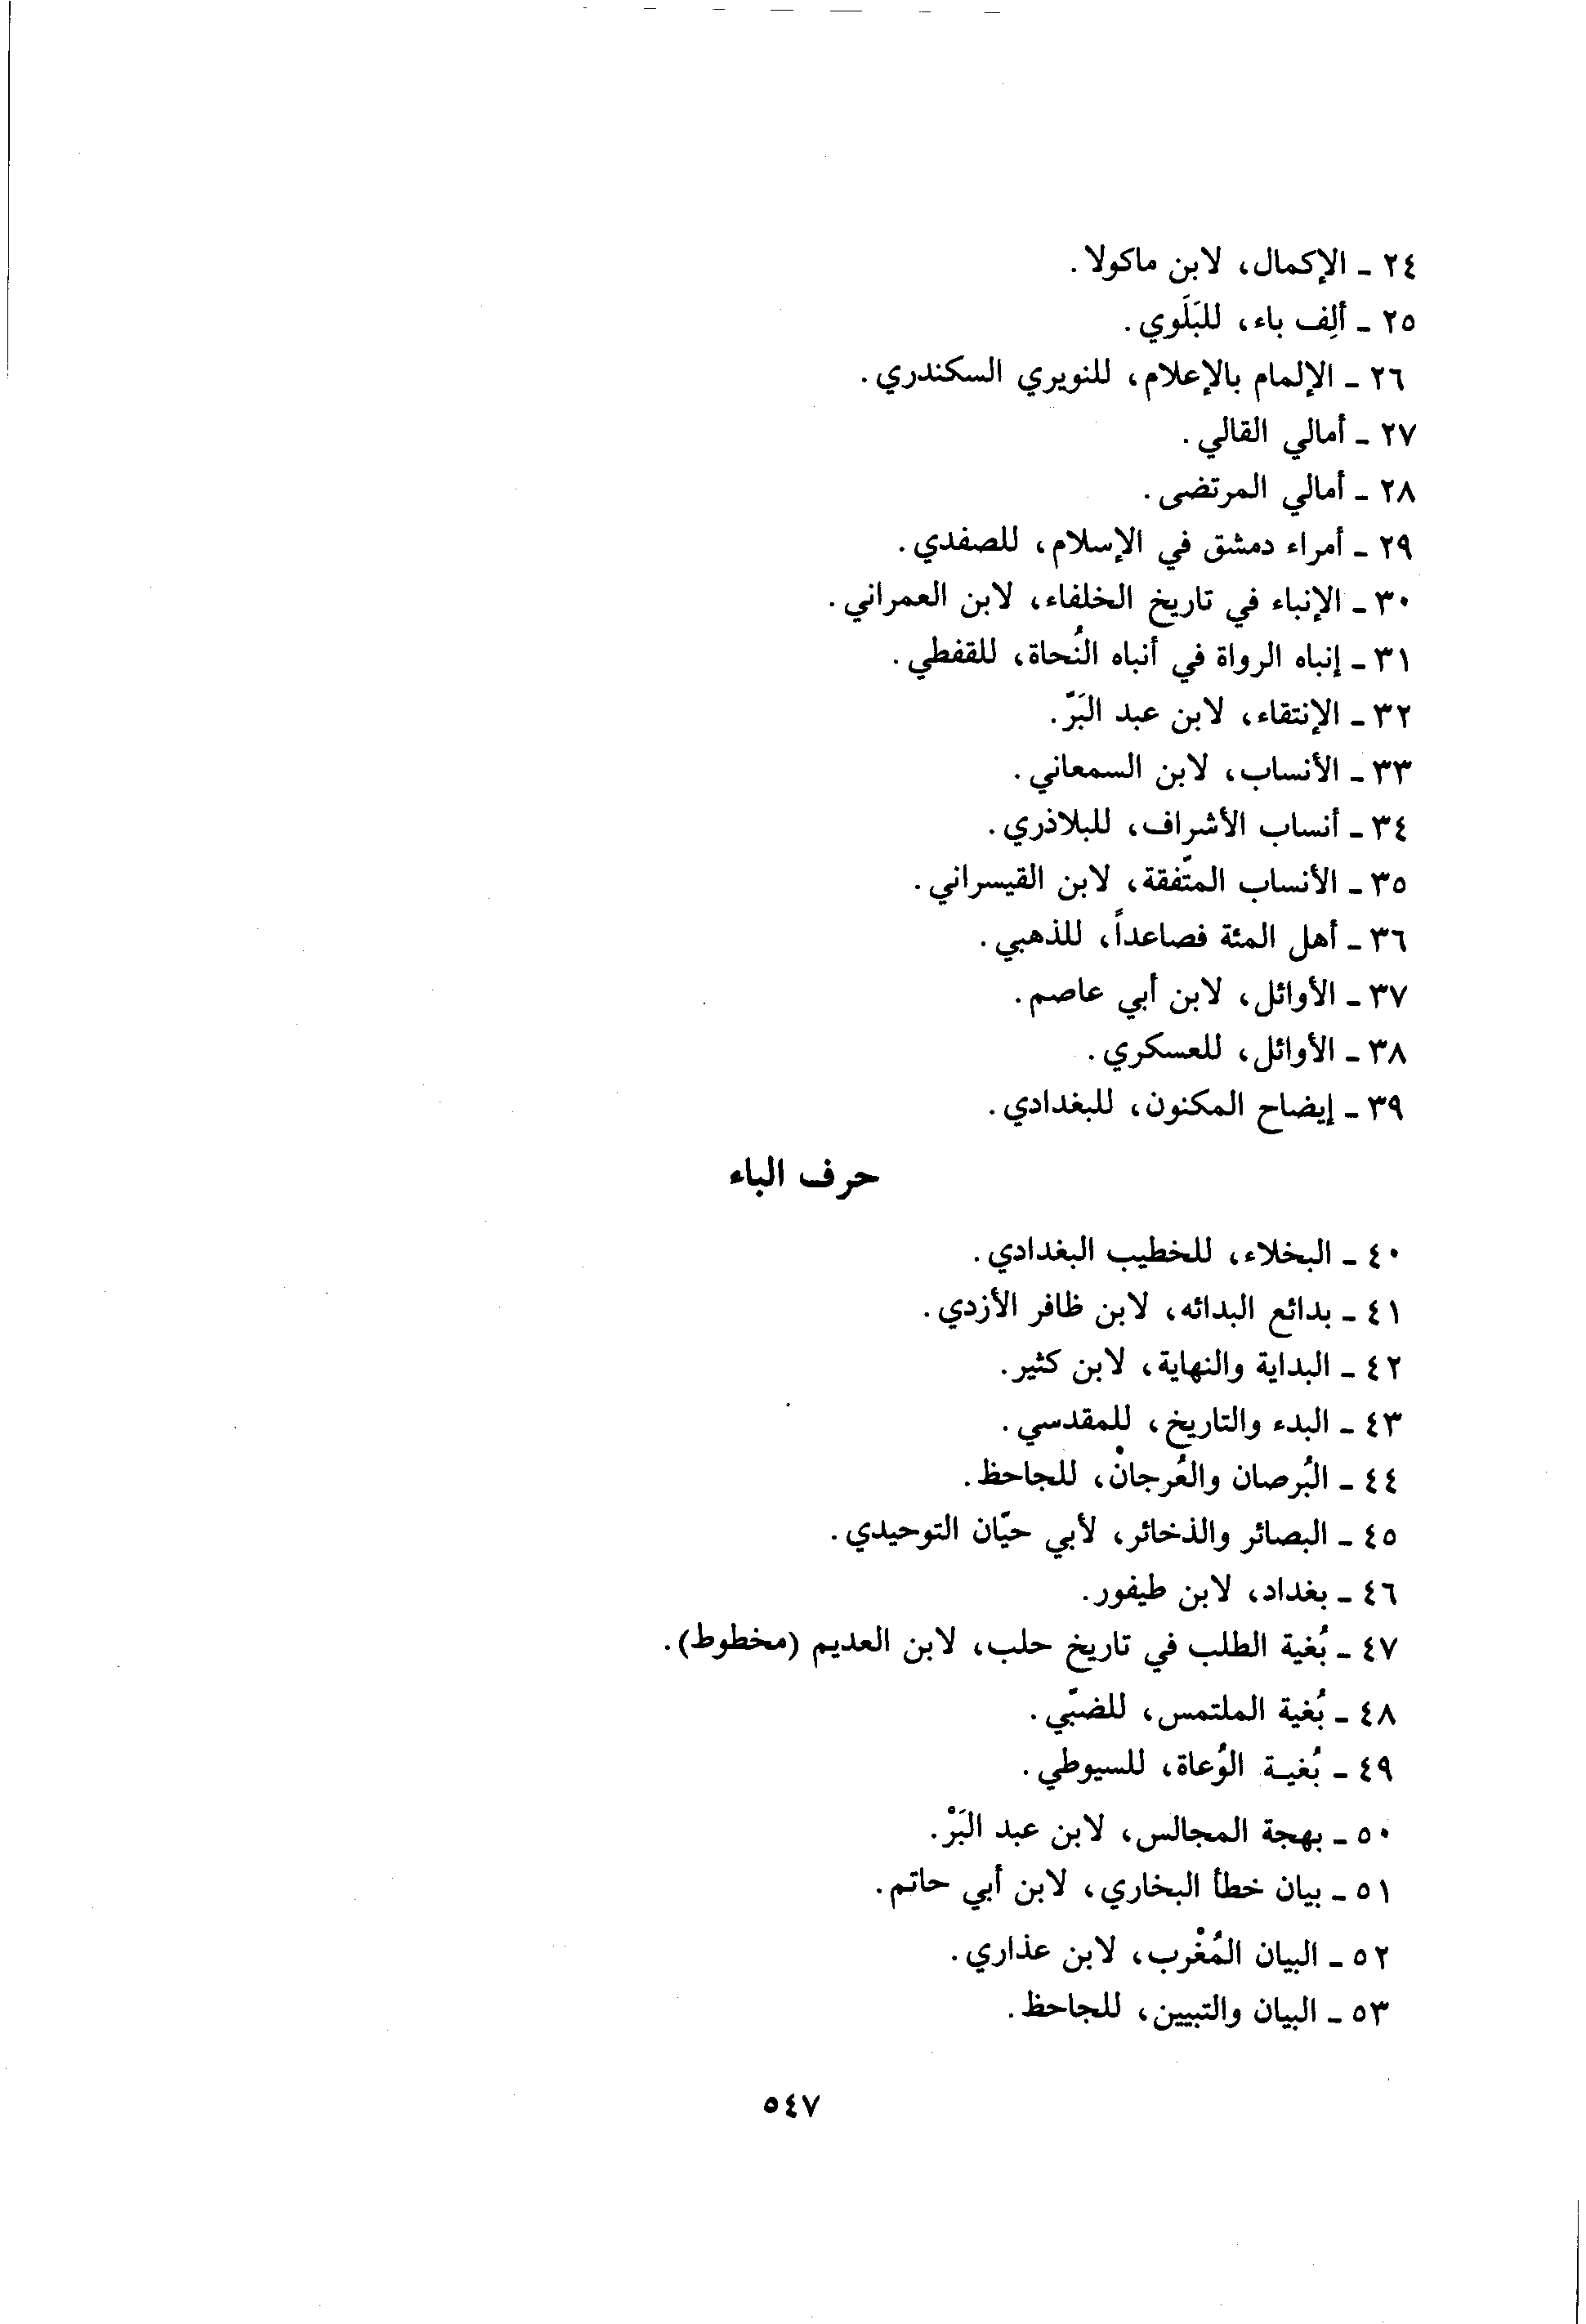 ٢٤ - الإكمال، لابن ماكولا.
٢٥ - ألِف باء، للبَلَوي.
٢٦ - الإلمام بالإعلام، للنويري السكندري.
٢٧ - أمالي القالي.
٢٨ - أمالي المرتضى.
٢٩ - أمراء دمشق في الإسلام، للصفدي.
٣٠ - الإنباء في تاريخ الخلفاء، لابن العمراني.
٣١ - إنباه الرواة في أنباه النُحاة، للقفطي.
٣٢ - الإنتقاء، لابن عبد البَرّ.
٣٣ - الأنساب، لابن السمعاني.
٣٤ - أنساب الأشراف، للبلاذري.
٣٥ - الأنساب المتّفقة، لابن القيسراني.
٣٦ - أهل المئة فصاعداً، للذهبي.
٣٧ - الأوائل، لابن أبي عاصم.
٣٨ - الأوائل، للعسكري.
٣٩ - إيضاح المكنون، للبغدادي.
حرف الباء
٤٠ - البخلاء، للخطيب البغدادي.
٤١ - بدائع البدائه، لابن ظافر الأزدي.
٤٢ - البداية والنهاية، لابن كثير.
٤٣ - البدء والتاريخ، للمقدسي.
٤٤ - البُرصان والعُرجانْ، للجاحظ.
٤٥ - البصائر والذخائر، لأبي حيّان التوحيدي.
٤٦ - بغداد، لابن طيفور.
٤٧ - بُغية الطلب في تاريخ حلب، لابن العديم (مخطوط).
٤٨ - بُغية الملتمس، للضبّي.
٤٩ - بُغيـة الوُعاة، للسيوطي.
٥٠ - بهجة المجالس، لابن عبد البَرْ.
٥١ - بيان خطأ البخاري، لابن أبي حاتم.
٥٢ - البيان المُغْرب، لابن عذاري.
٥٣ - البيان والتبيين، للجاحظ.
٥٤٧